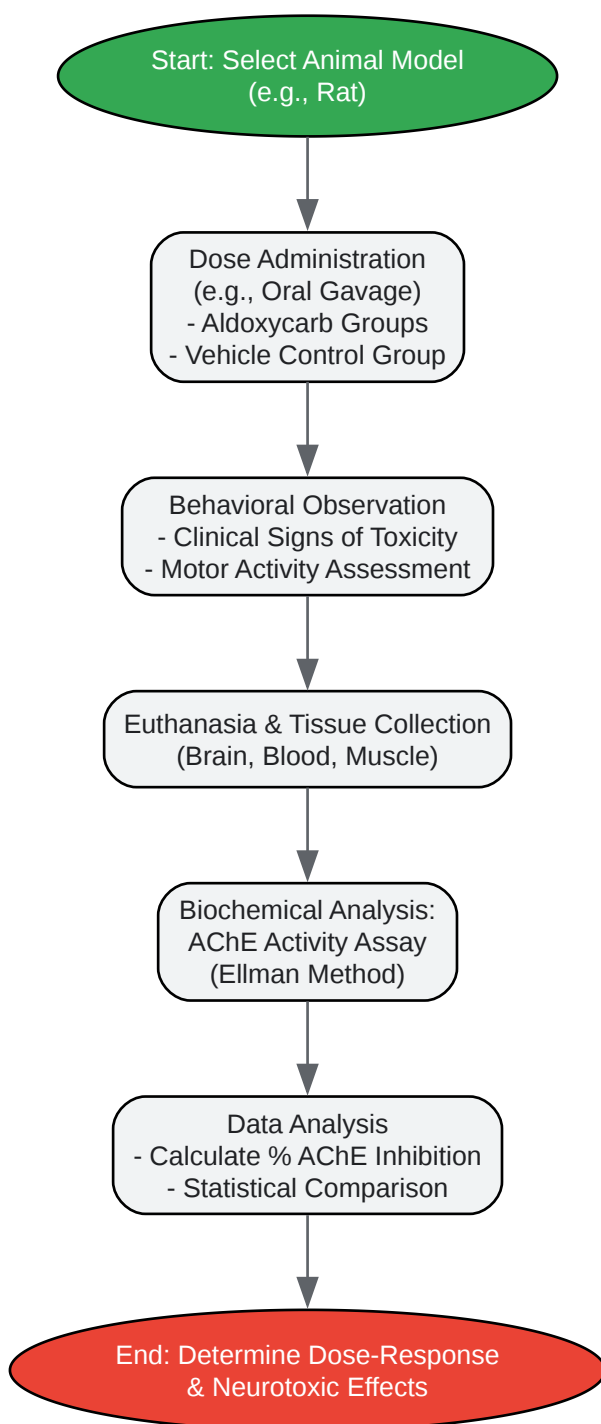 Start: Select Animal Model
(e.g., Rat)
Dose Administration
(e.g., Oral Gavage)
- Aldoxycarb Groups
- Vehicle Control Group
Behavioral Observation
- Clinical Signs of Toxicity
- Motor Activity Assessment
Euthanasia & Tissue Collection
(Brain, Blood, Muscle)
Biochemical Analysis:
AChE Activity Assay
(Ellman Method)
Data Analysis
- Calculate % AChE Inhibition
- Statistical Comparison
End: Determine Dose-Response
& Neurotoxic Effects